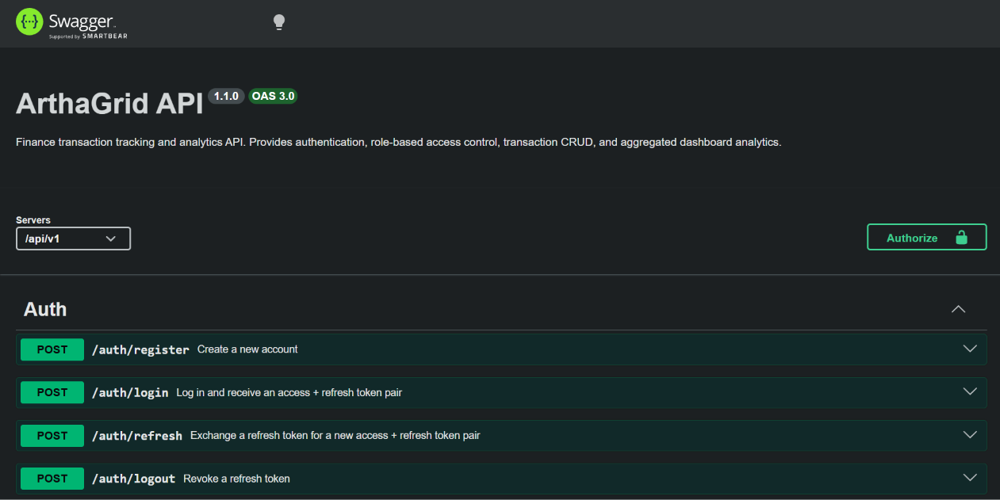 {···} Swagger™
Supported by SMARTBEAR
ArthaGrid API 1.1.0 OAS 3.0
Finance transaction tracking and analytics API. Provides authentication, role-based access control, transaction CRUD, and aggregated dashboard analytics.
Servers
/api/v1
Authorize
Auth
POST /auth/register Create a new account
POST /auth/login Log in and receive an access + refresh token pair
POST /auth/refresh Exchange a refresh token for a new access + refresh token pair
POST /auth/logout Revoke a refresh token